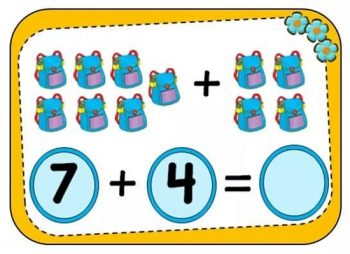 +
7 + 4 =